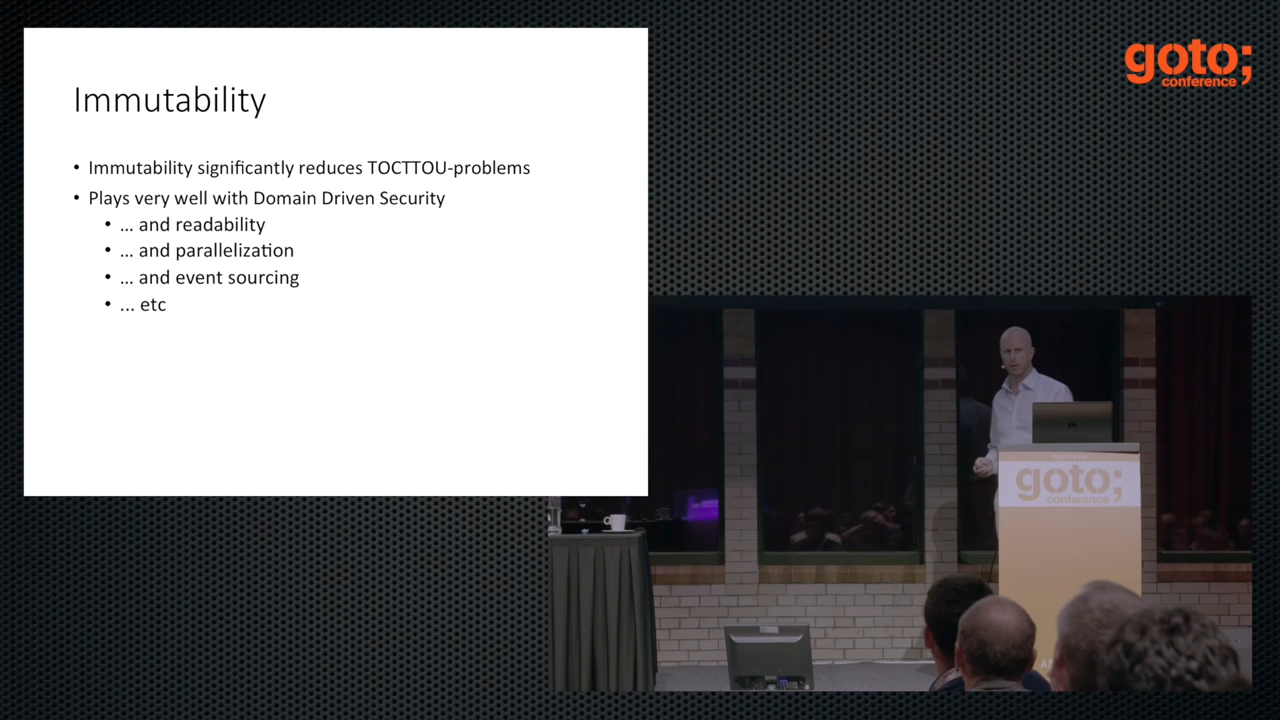 Immutability
• Immutability significantly reduces TOCTTOU-problems
• Plays very well with Domain Driven Security
• ... and readability
• ... and parallelization
• ... and event sourcing
• ... etc
goto;
conference
goto;
conference